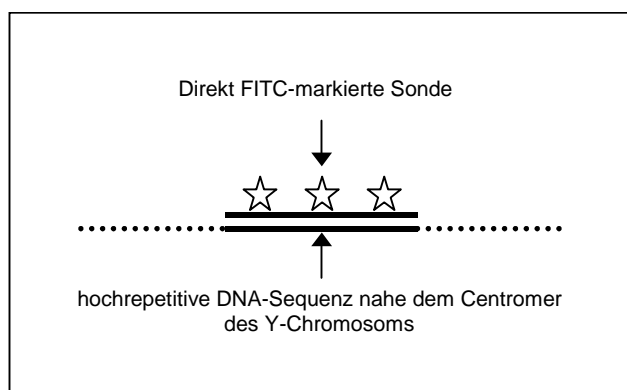 Direkt FITC-markierte Sonde
hochrepetitive DNA-Sequenz nahe dem Centromer
des Y-Chromosoms